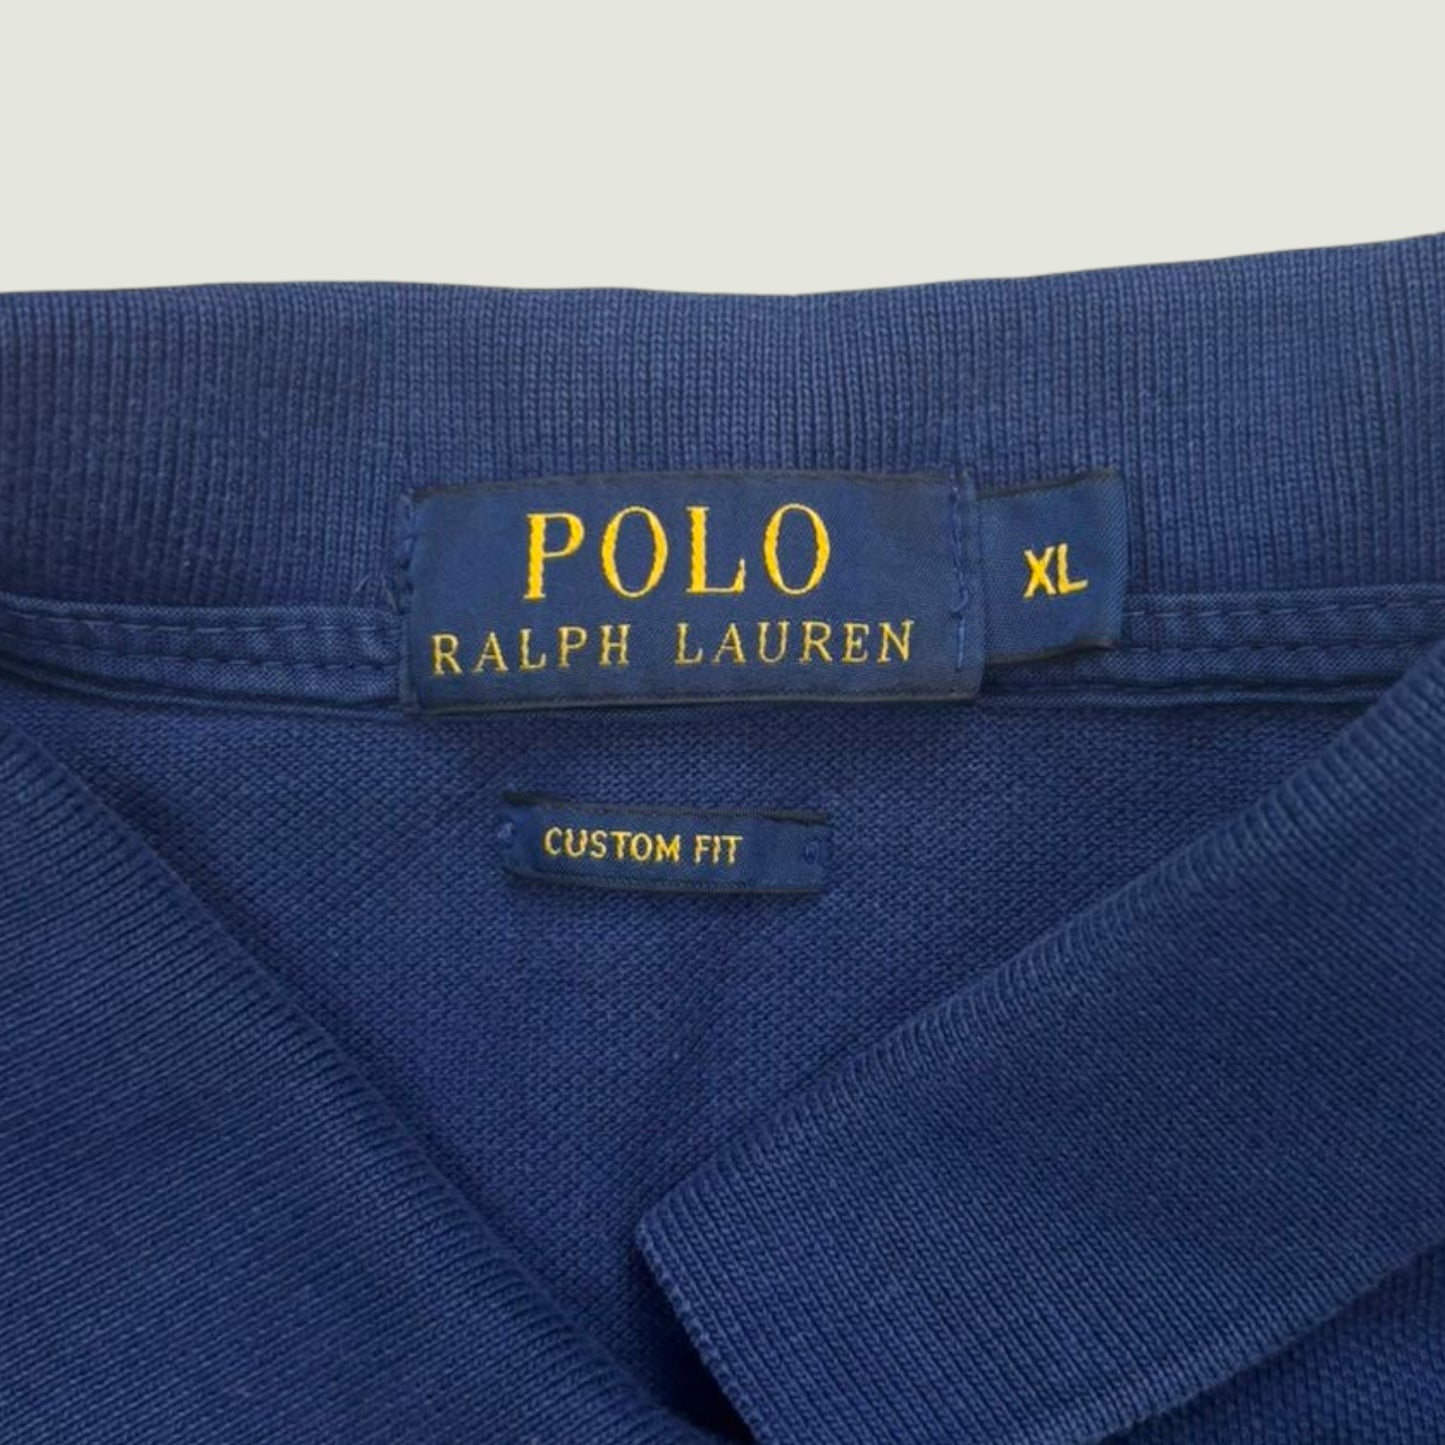 POLO
RALPH LAUREN
XL
CUSTOM FIT